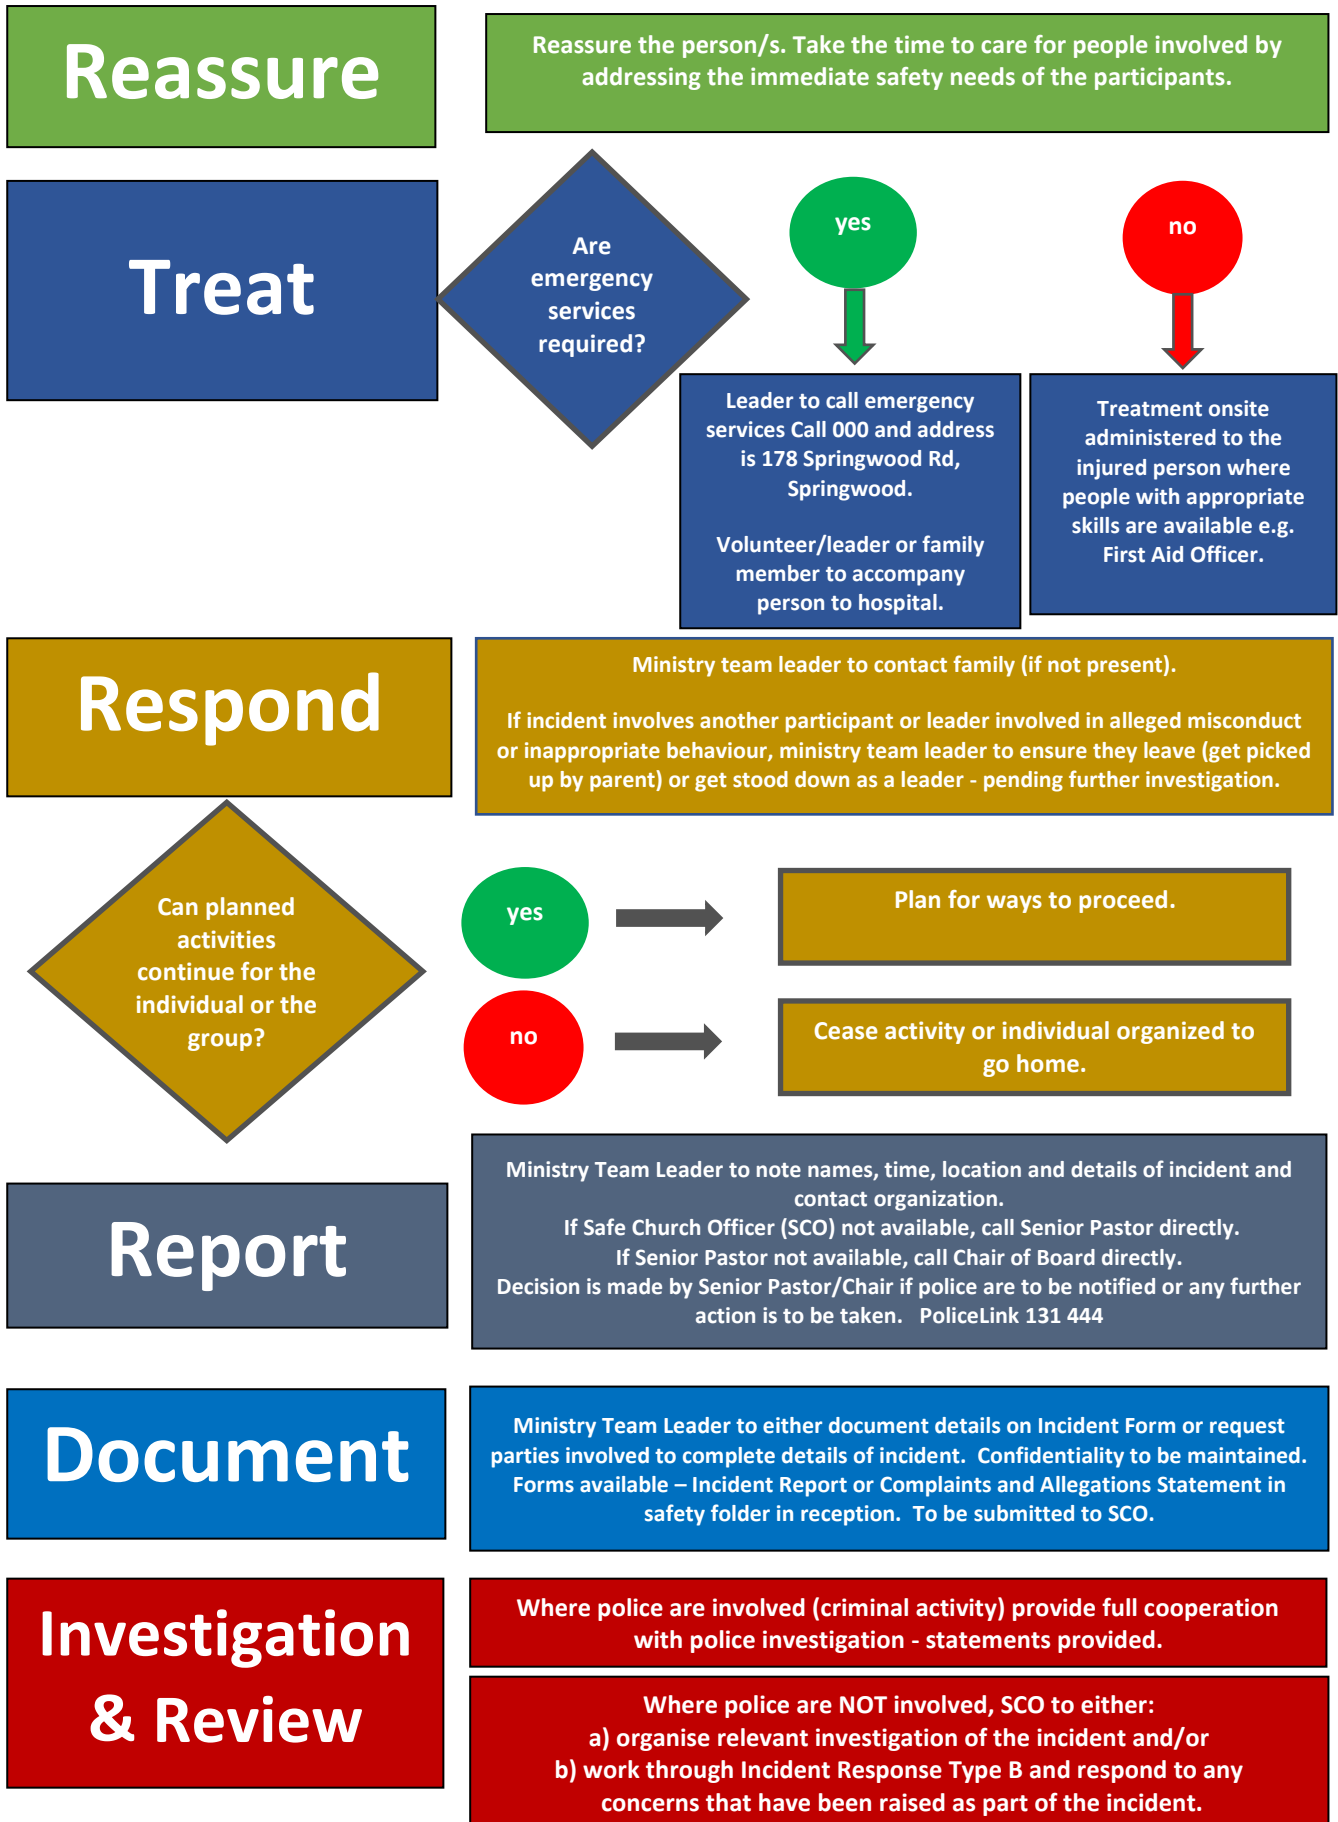 Reassure
Reassure the person/s. Take the time to care for people involved by
addressing the immediate safety needs of the participants.
Treat
Are
emergency
services
required?
yes
no
Leader to call emergency
services Call 000 and address
is 178 Springwood Rd,
Springwood.
Volunteer/leader or family
member to accompany
person to hospital.
Treatment onsite
administered to the
injured person where
people with appropriate
skills are available e.g.
First Aid Officer.
Respond
Ministry team leader to contact family (if not present).
If incident involves another participant or leader involved in alleged misconduct
or inappropriate behaviour, ministry team leader to ensure they leave (get picked
up by parent) or get stood down as a leader - pending further investigation.
Can planned
activities
continue for the
individual or the
group?
yes
Plan for ways to proceed.
no
Cease activity or individual organized to
go home.
Report
Ministry Team Leader to note names, time, location and details of incident and
contact organization.
If Safe Church Officer (SCO) not available, call Senior Pastor directly.
If Senior Pastor not available, call Chair of Board directly.
Decision is made by Senior Pastor/Chair if police are to be notified or any further
action is to be taken.   PoliceLink 131 444
Document
Ministry Team Leader to either document details on Incident Form or request
parties involved to complete details of incident.  Confidentiality to be maintained.
Forms available – Incident Report or Complaints and Allegations Statement in
safety folder in reception.  To be submitted to SCO.
Investigation
& Review
Where police are involved (criminal activity) provide full cooperation
with police investigation - statements provided.
Where police are NOT involved, SCO to either:
a) organise relevant investigation of the incident and/or
b) work through Incident Response Type B and respond to any
concerns that have been raised as part of the incident.